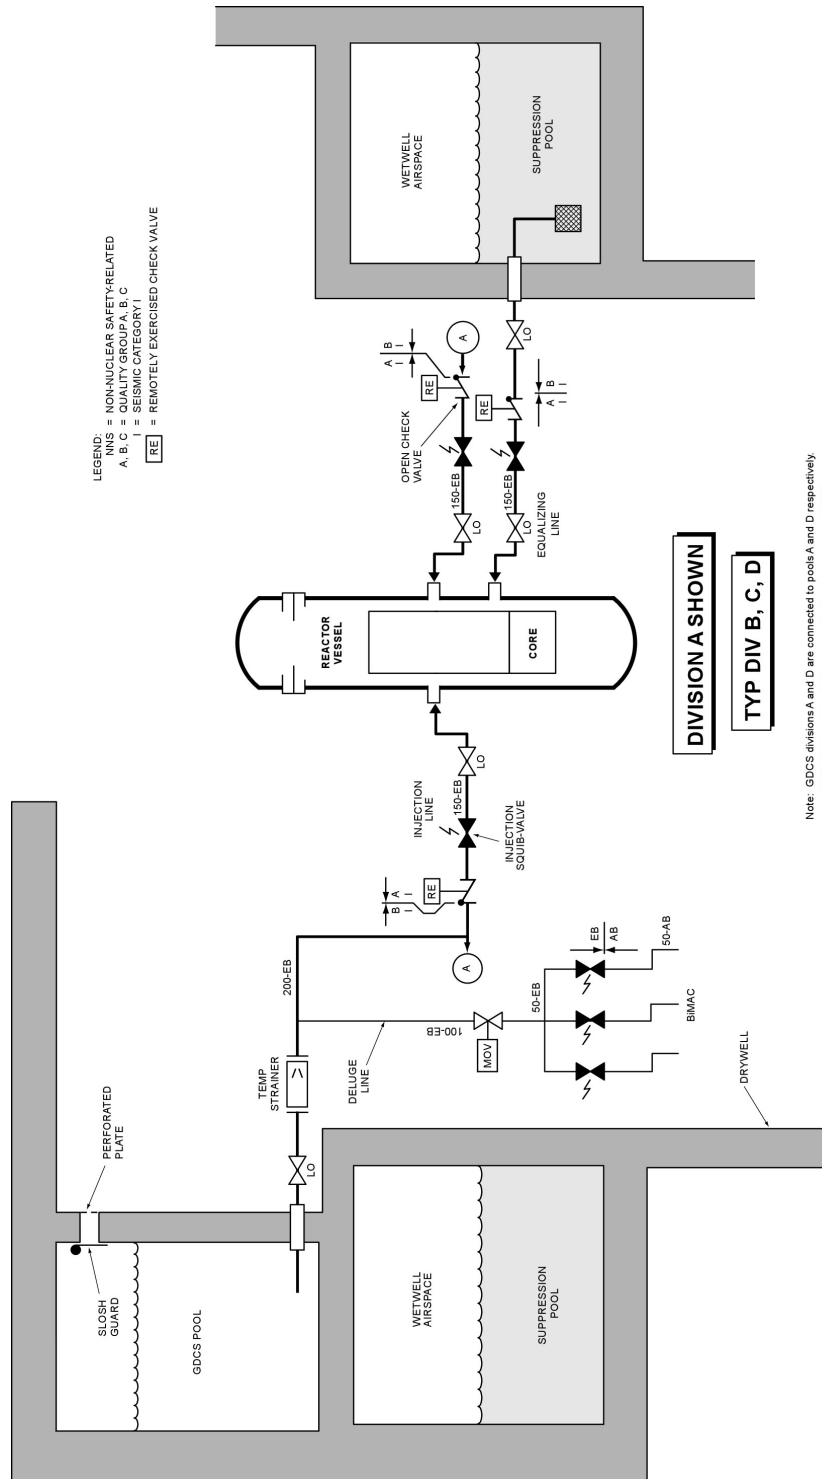 LEGEND:
NNS = NON-NUCLEAR SAFETY-RELATED
A, B, C = QUALITY GROUP A, B, C
I = SEISMIC CATEGORY I
RE = REMOTELY EXERCISED CHECK VALVE
SLOSH
GUARD
PERFORATED
PLATE
GDCS POOL
LO
TEMP
STRAINER
200-EB
DELUGE
LINE
100-EB
MOV
50-EB
EB
AB
50-AB
BiMAC
DRYWELL
WETWELL
AIRSPACE
SUPPRESSION
POOL
A
B A
I I
RE
INJECTION
LINE
150-EB
INJECTION
SQUIB-VALVE
LO
REACTOR
VESSEL
CORE
OPEN CHECK
VALVE
150-EB
LO
RE
A B
I I
A
150-EB
LO
EQUALIZING
LINE
RE
A B
I I
LO
WETWELL
AIRSPACE
SUPPRESSION
POOL
DIVISION A SHOWN
TYP DIV B, C, D
Note: GDCS divisions A and D are connected to pools A and D respectively.